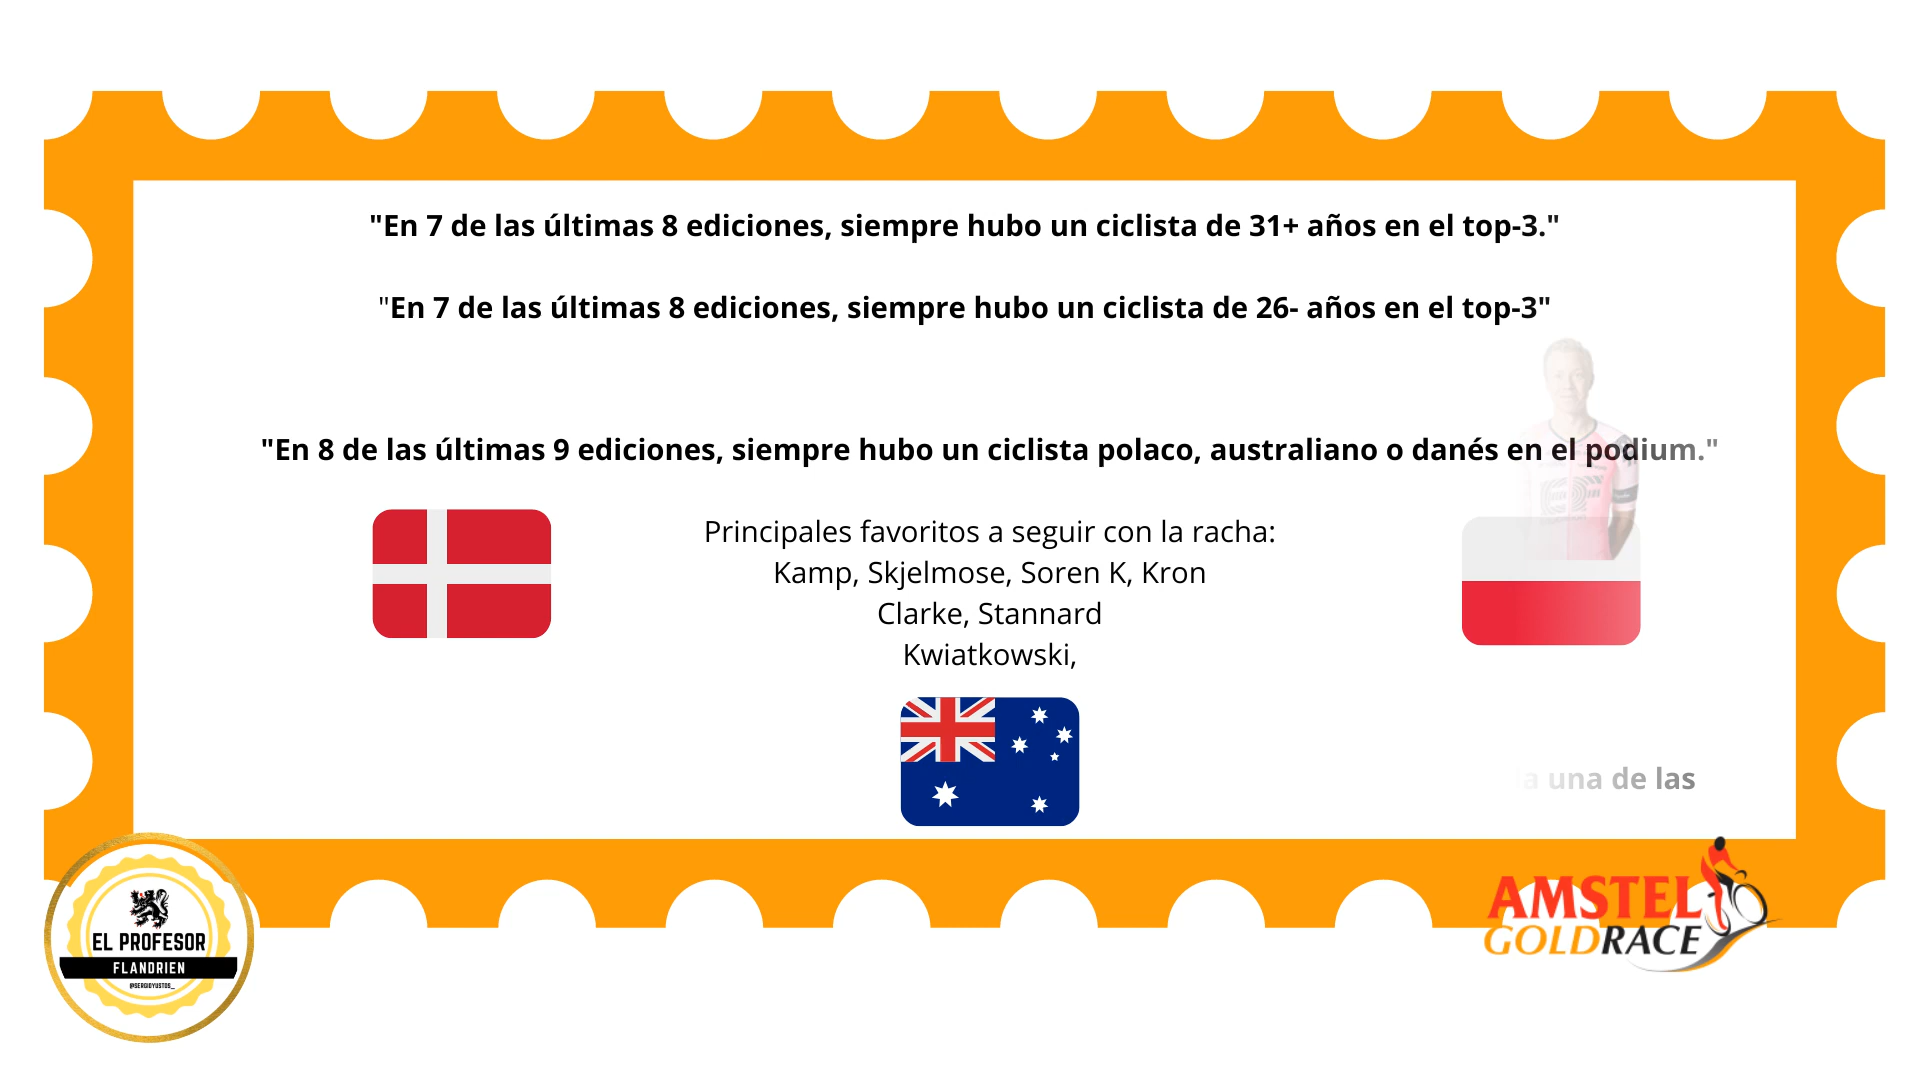 "En 7 de las últimas 8 ediciones, siempre hubo un ciclista de 31+ años en el top-3."
"En 7 de las últimas 8 ediciones, siempre hubo un ciclista de 26- años en el top-3"
"En 8 de las últimas 9 ediciones, siempre hubo un ciclista polaco, australiano o danés en el podium."
Principales favoritos a seguir con la racha:
Kamp, Skjelmose, Soren K, Kron
Clarke, Stannard
Kwiatkowski,
a una de las
EL PROFESOR
FLANDRIEN
@SERGIOYUSTOS_
AMSTEL
GOLDRACE